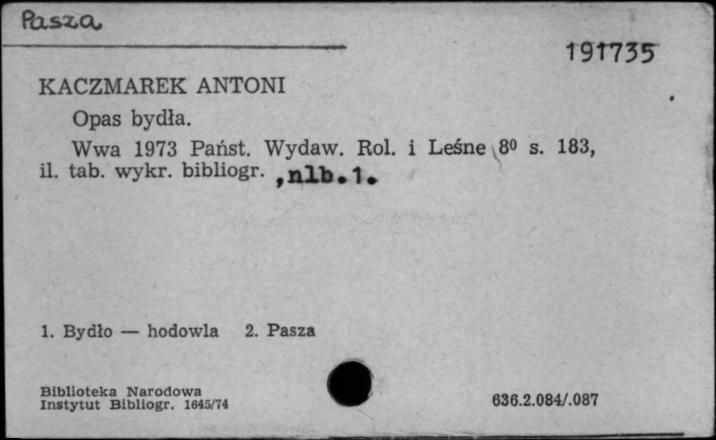 Pasza
191735
KACZMAREK ANTONI
Opas bydła.
Wwa 1973 Państ. Wydaw. Rol. i Leśne 8⁰ s. 183,
il. tab. wykr. bibliogr. ,nlb.1.
1. Bydło — hodowla 2. Pasza
Biblioteka Narodowa
Instytut Bibliogr. 1645/74
636.2.084/.087